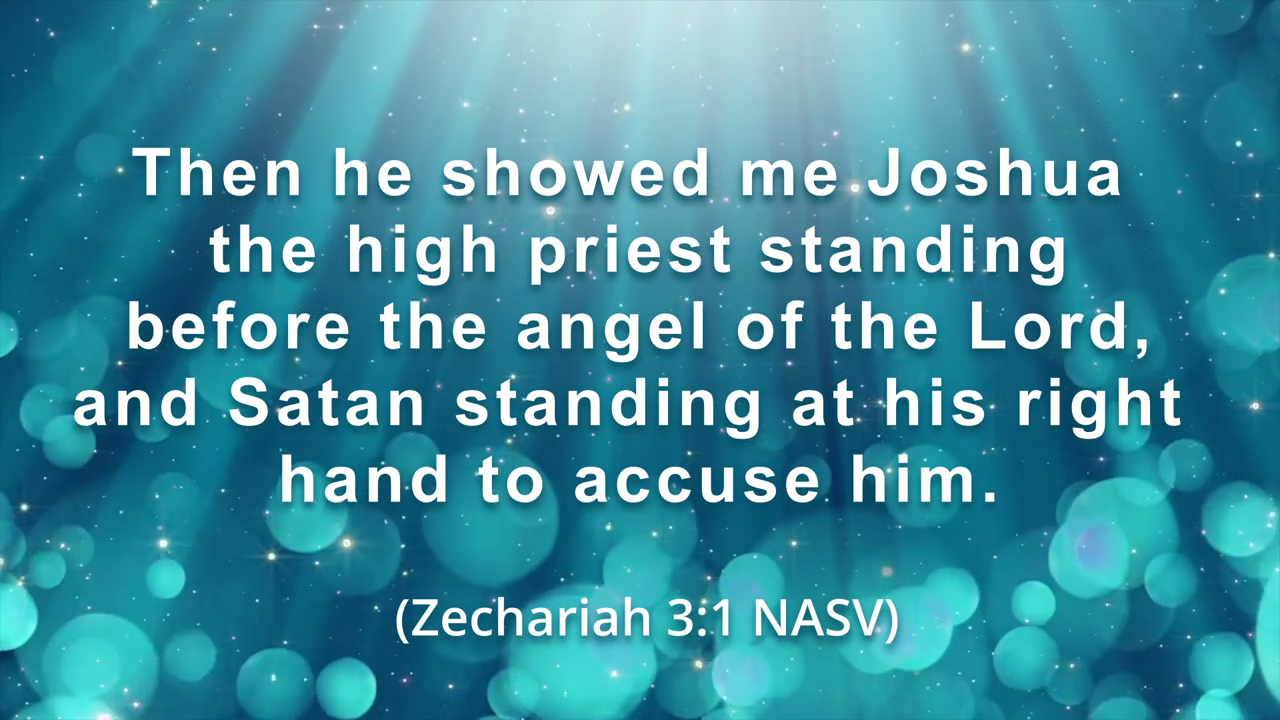 Then he showed me Joshua
the high priest standing
before the angel of the Lord,
and Satan standing at his right
hand to accuse him.
(Zechariah 3:1 NASV)